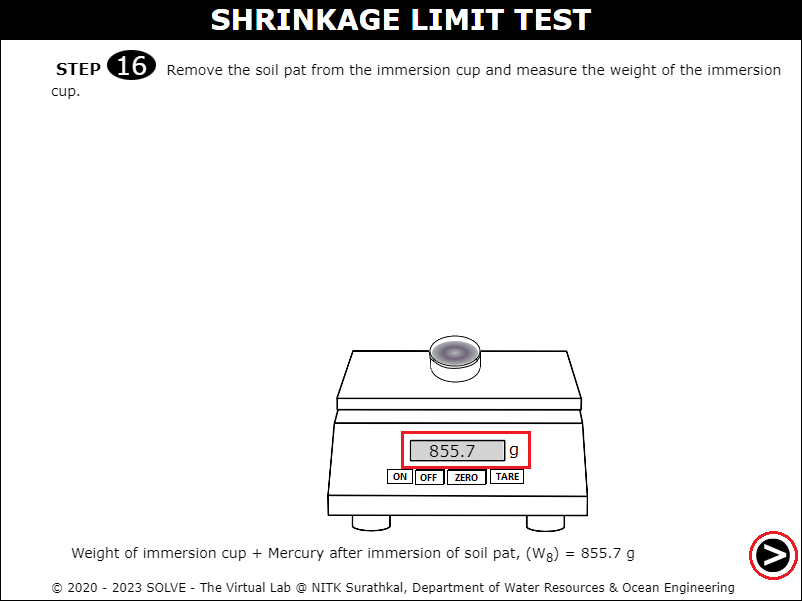 SHRINKAGE LIMIT TEST
STEP 16 Remove the soil pat from the immersion cup and measure the weight of the immersion
cup.
855.7 g
ON OFF ZERO TARE
Weight of immersion cup + Mercury after immersion of soil pat, (W8) = 855.7 g
>
© 2020 - 2023 SOLVE - The Virtual Lab @ NITK Surathkal, Department of Water Resources & Ocean Engineering